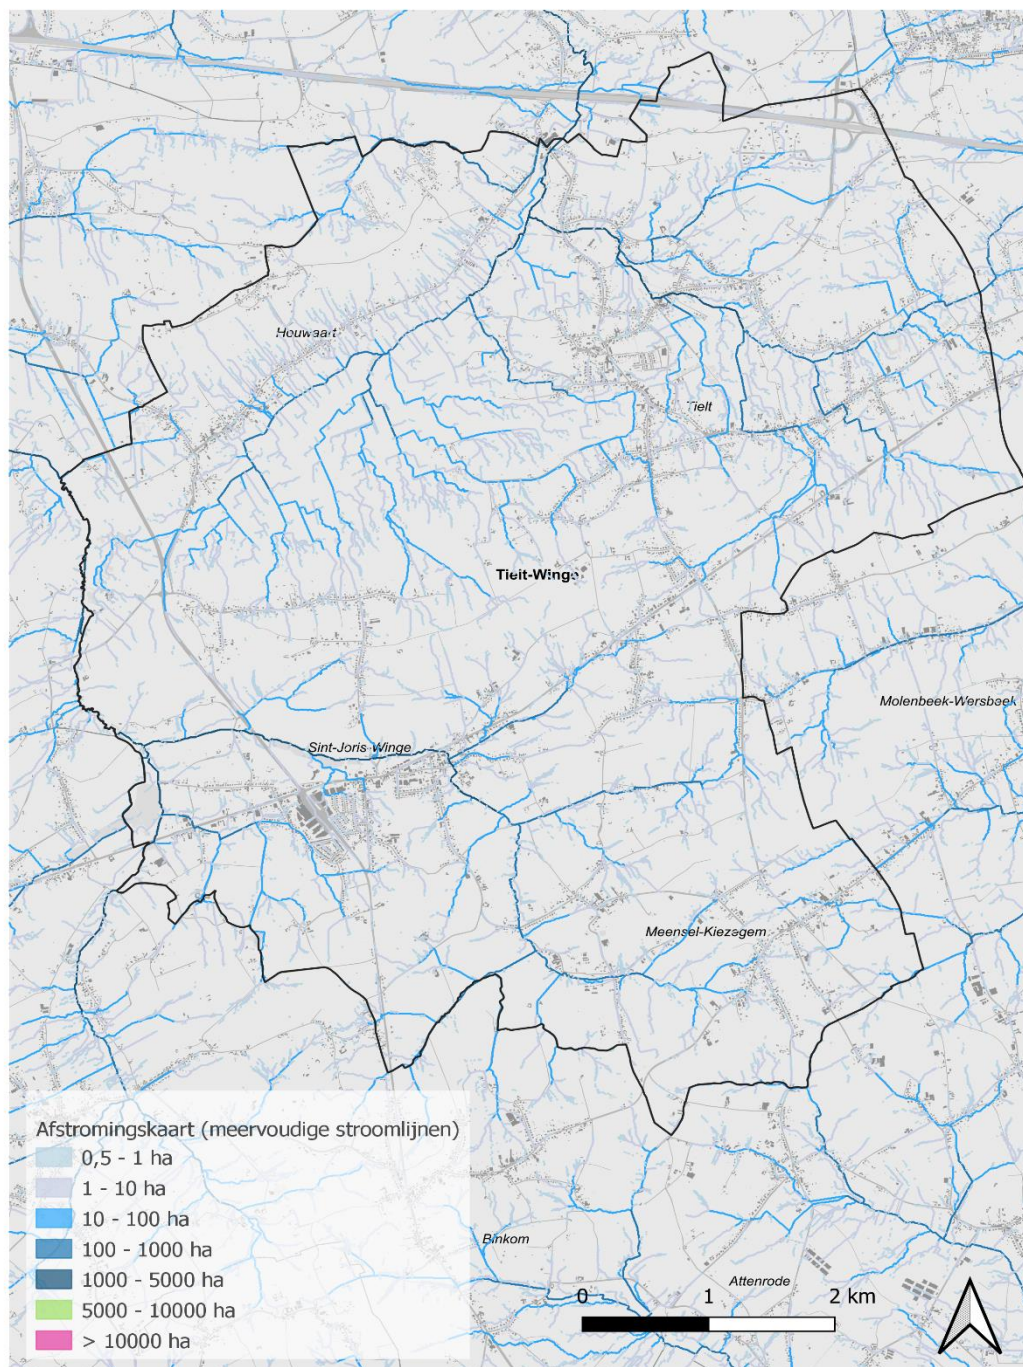 Houwaart
Tielt
Tielt-Winge
Molenbeek-Wersbeek
Sint-Joris-Winge
Meensel-Kiezegem
Afstromingskaart (meervoudige stroomlijnen)
0,5 - 1 ha
1 - 10 ha
10 - 100 ha
100 - 1000 ha
1000 - 5000 ha
5000 - 10000 ha
> 10000 ha
Binkom
Attenrode
0 1 2 km